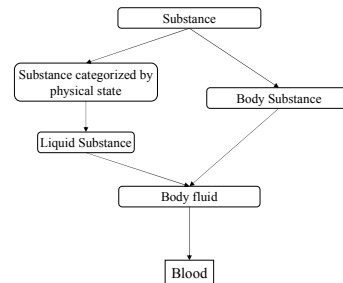 Substance
Substance categorized by
physical state
Body Substance
Liquid Substance
Body fluid
Blood